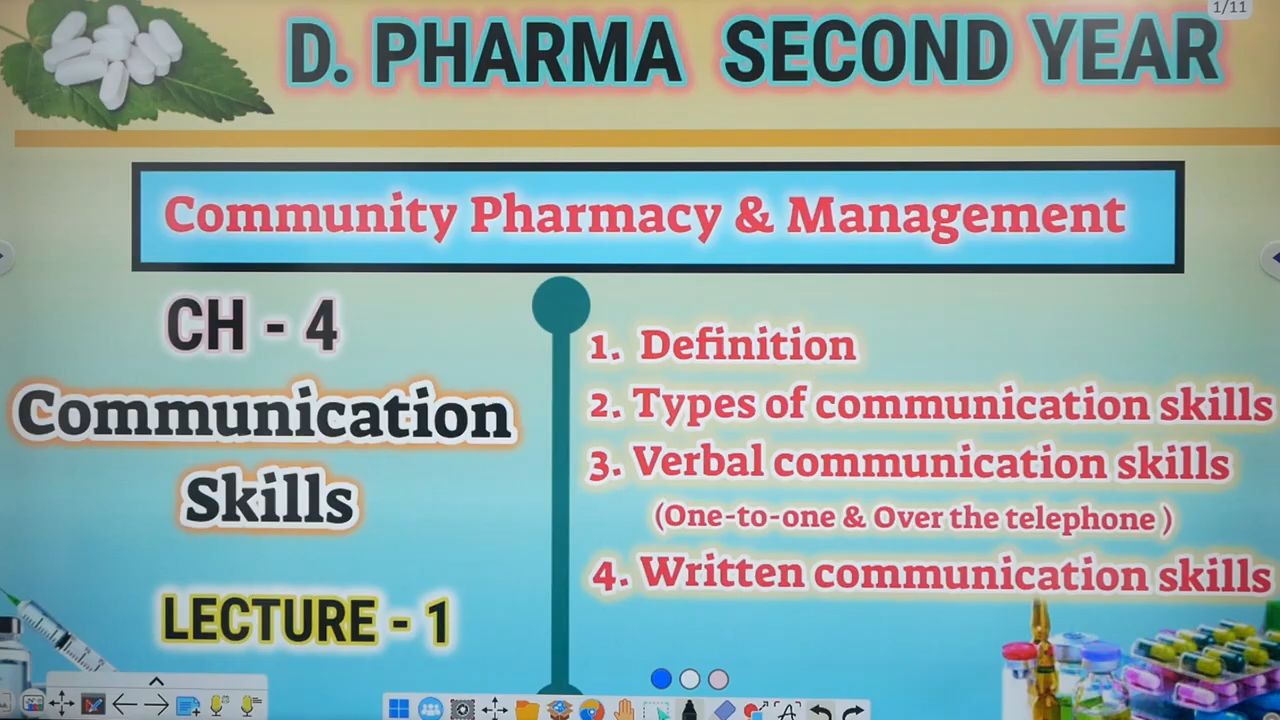 1/11
D. PHARMA SECOND YEAR
Community Pharmacy & Management
CH - 4
Communication
Skills
LECTURE - 1
1. Definition
2. Types of communication skills
3. Verbal communication skills
(One-to-one & Over the telephone )
4. Written communication skills